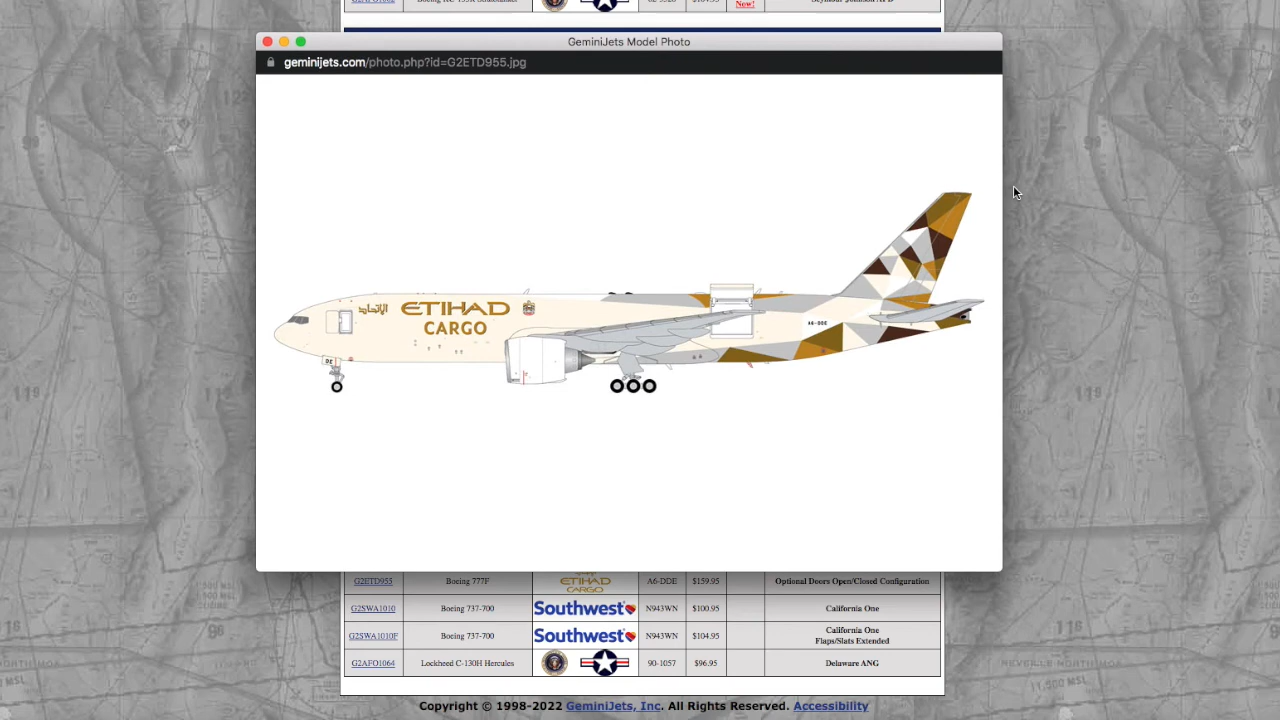 New!
GeminiJets Model Photo
geminijets.com/photo.php?id=G2ETD955.jpg
الإتحاد ETIHAD
CARGO
A6-DDE
DE
G2ETD955 Boeing 777F ETIHAD CARGO A6-DDE $159.95 Optional Doors Open/Closed Configuration
G2SWA1010 Boeing 737-700 Southwest N943WN $100.95 California One
G2SWA1010F Boeing 737-700 Southwest N943WN $104.95 California One
Flaps/Slats Extended
G2AFO1064 Lockheed C-130H Hercules 90-1057 $96.95 Delaware ANG
Copyright © 1998-2022 GeminiJets, Inc. All Rights Reserved. Accessibility